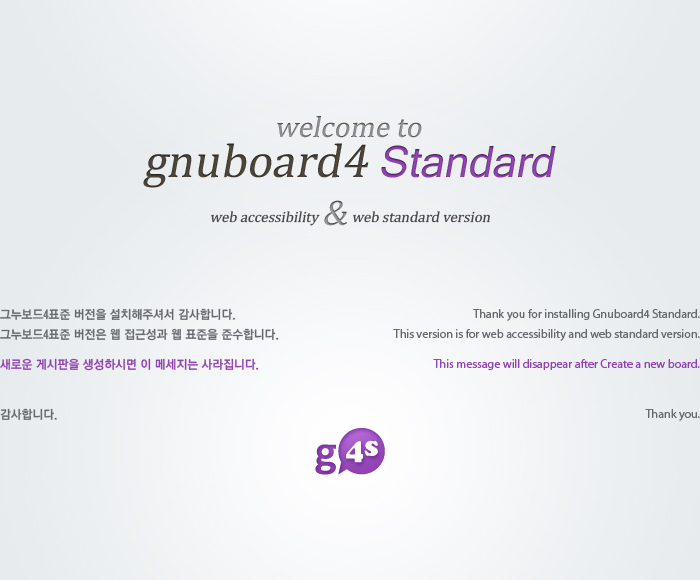 welcome to
gnuboard4 Standard
web accessibility & web standard version
그누보드4표준 버전을 설치해주셔서 감사합니다.
그누보드4표준 버전은 웹 접근성과 웹 표준을 준수합니다.
새로운 게시판을 생성하시면 이 메세지는 사라집니다.
감사합니다.
Thank you for installing Gnuboard4 Standard.
This version is for web accessibility and web standard version.
This message will disappear after Create a new board.
Thank you.
g4s